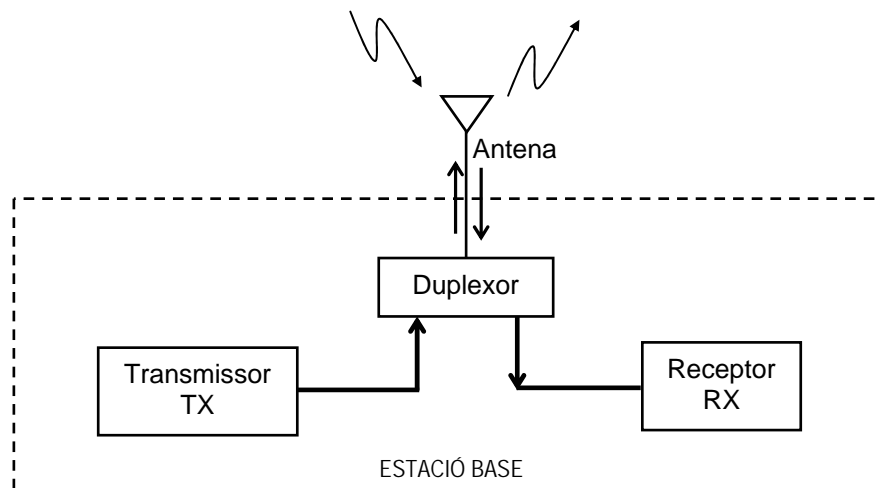 Antena
Duplexor
Transmissor
TX
Receptor
RX
ESTACIÓ BASE